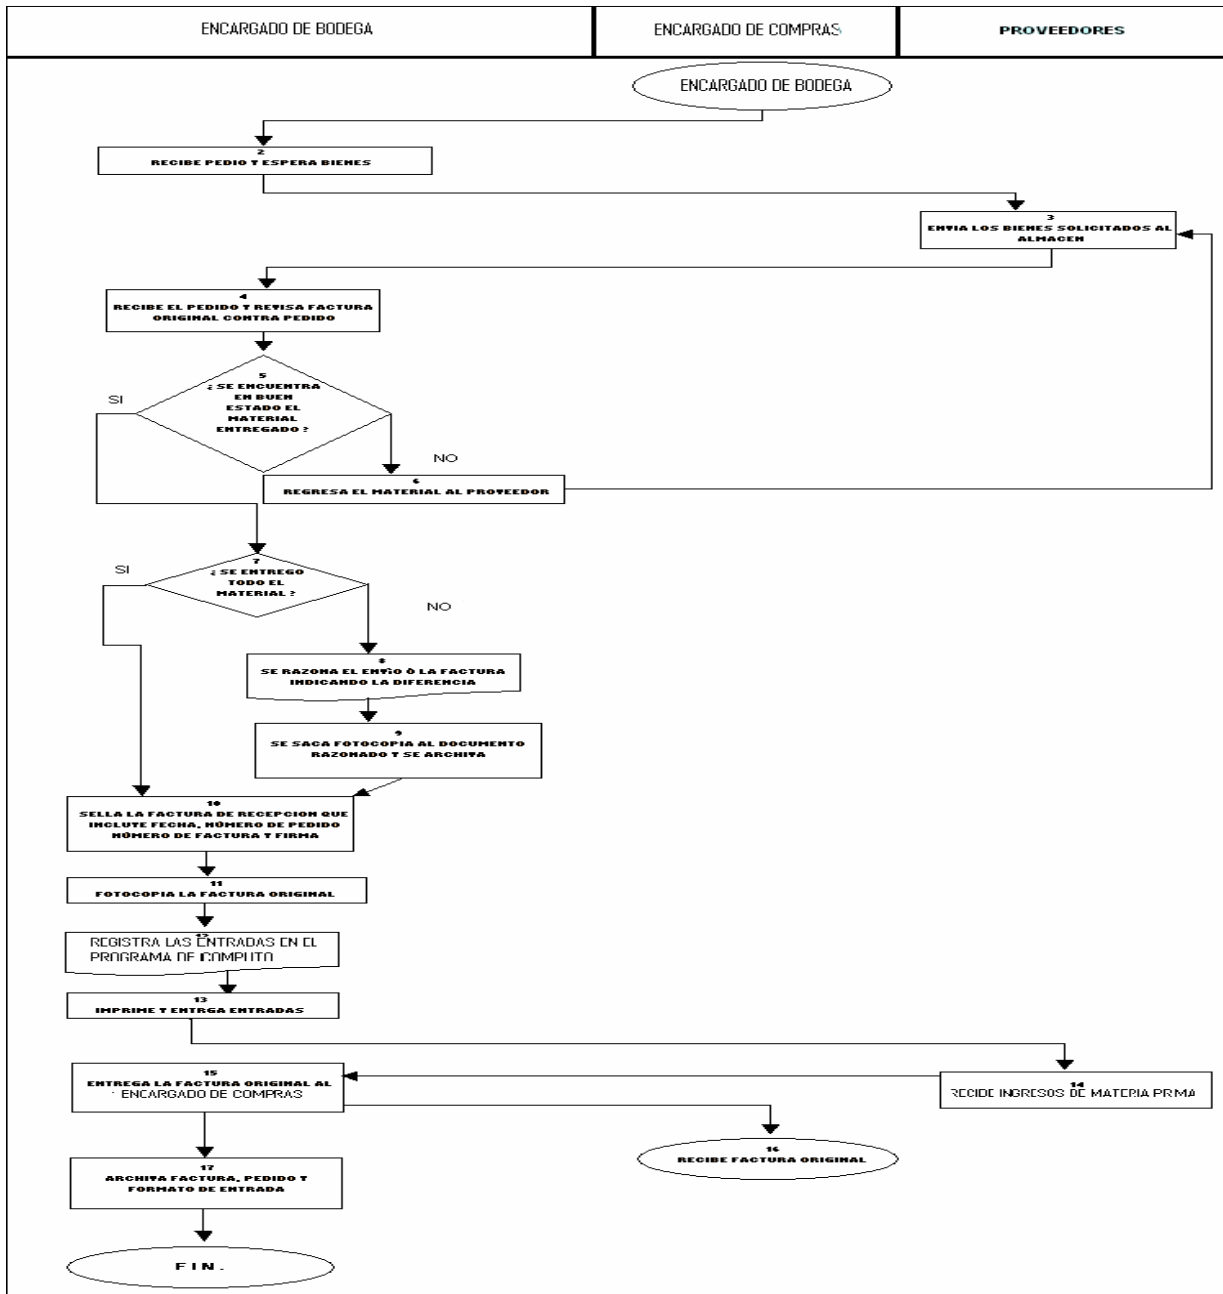 ENCARGADO DE BODEGA
ENCARGADO DE COMPRAS
PROVEEDORES
ENCARGADO DE BODEGA
2
RECIBE PEDIO Y ESPERA BIENES
3
ENVIA LOS BIENES SOLICITADOS AL
ALMACEN
4
RECIBE EL PEDIDO Y REVISA FACTURA
ORIGINAL CONTRA PEDIDO
5
¿ SE ENCUENTRA
EN BUEN
ESTADO EL
MATERIAL
ENTREGADO ?
SI
NO
6
REGRESA EL MATERIAL AL PROVEEDOR
7
¿ SE ENTREGO
TODO EL
MATERIAL ?
SI
NO
8
SE RAZONA EL ENVIO Ò LA FACTURA
INDICANDO LA DIFERENCIA
9
SE SACA FOTOCOPIA AL DOCUMENTO
RAZONADO Y SE ARCHIVA
10
SELLA LA FACTURA DE RECEPCION QUE
INCLUYE FECHA, NÚMERO DE PEDIDO
NÚMERO DE FACTURA Y FIRMA
11
FOTOCOPIA LA FACTURA ORIGINAL
12
REGISTRA LAS ENTRADAS EN EL
PROGRAMA DE COMPUTO
13
IMPRIME Y ENTRGA ENTRADAS
14
RECIDE INGRESOS DE MATERIA PRIMA
15
ENTREGA LA FACTURA ORIGINAL AL
ENCARGADO DE COMPRAS
16
RECIBE FACTURA ORIGINAL
17
ARCHIVA FACTURA, PEDIDO Y
FORMATO DE ENTRADA
FIN.